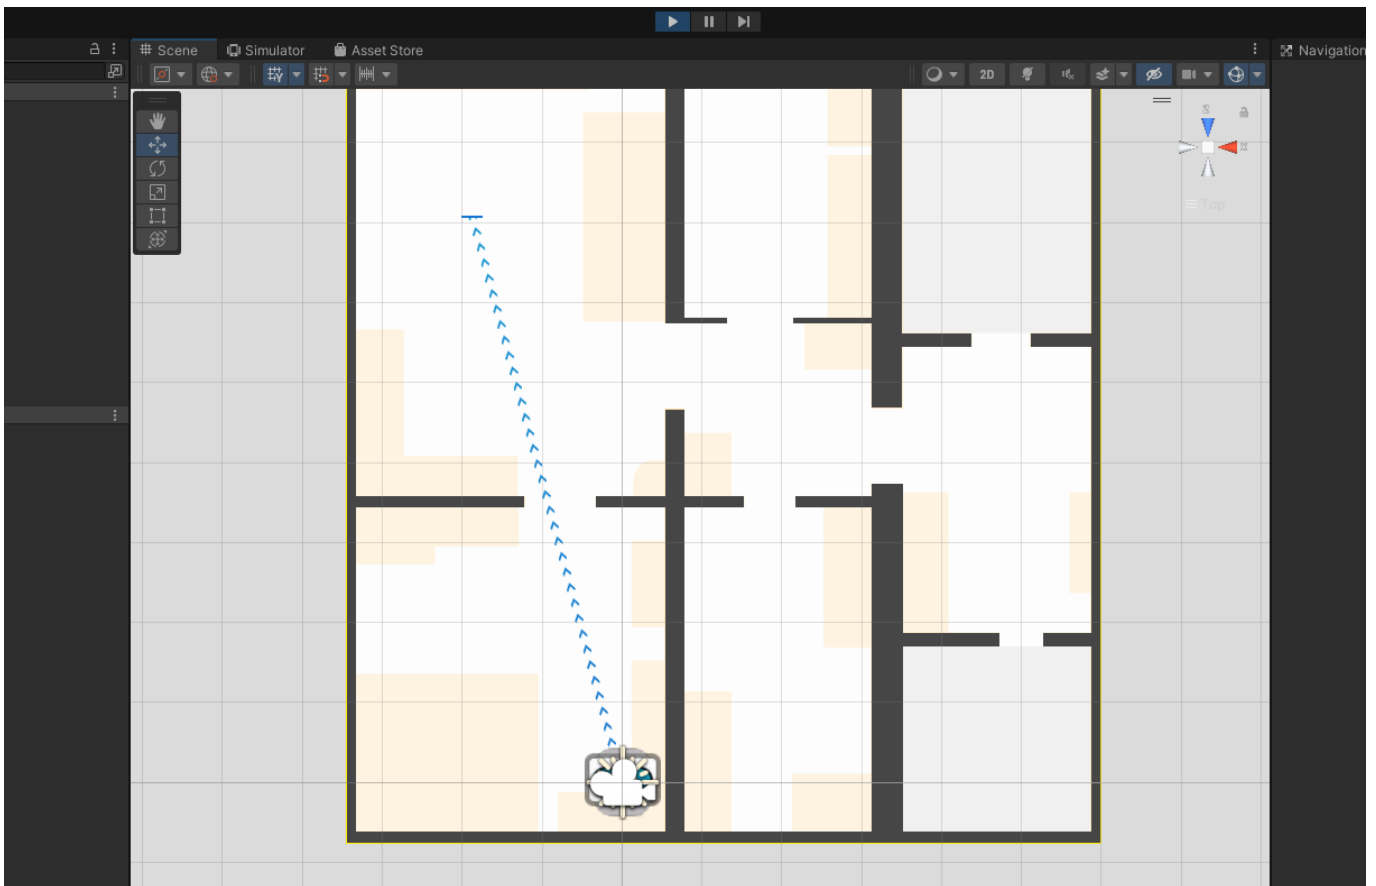 Scene
Simulator
Asset Store
Navigation
2D
Y
z
x
Top